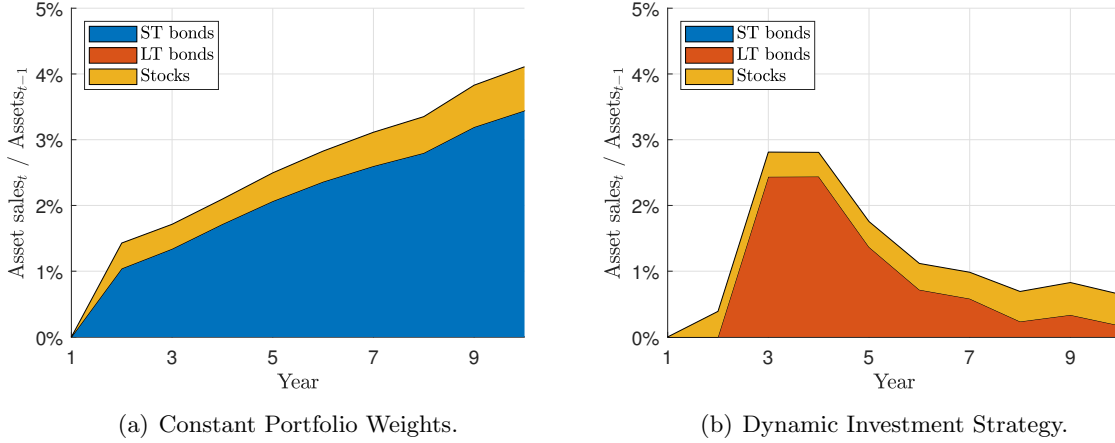 5%
4%
3%
2%
1%
0%
Asset sales_t / Assets_{t−1}
ST bonds
LT bonds
Stocks
1 3 5 7 9
Year
(a) Constant Portfolio Weights.
5%
4%
3%
2%
1%
0%
Asset sales_t / Assets_{t−1}
ST bonds
LT bonds
Stocks
1 3 5 7 9
Year
(b) Dynamic Investment Strategy.